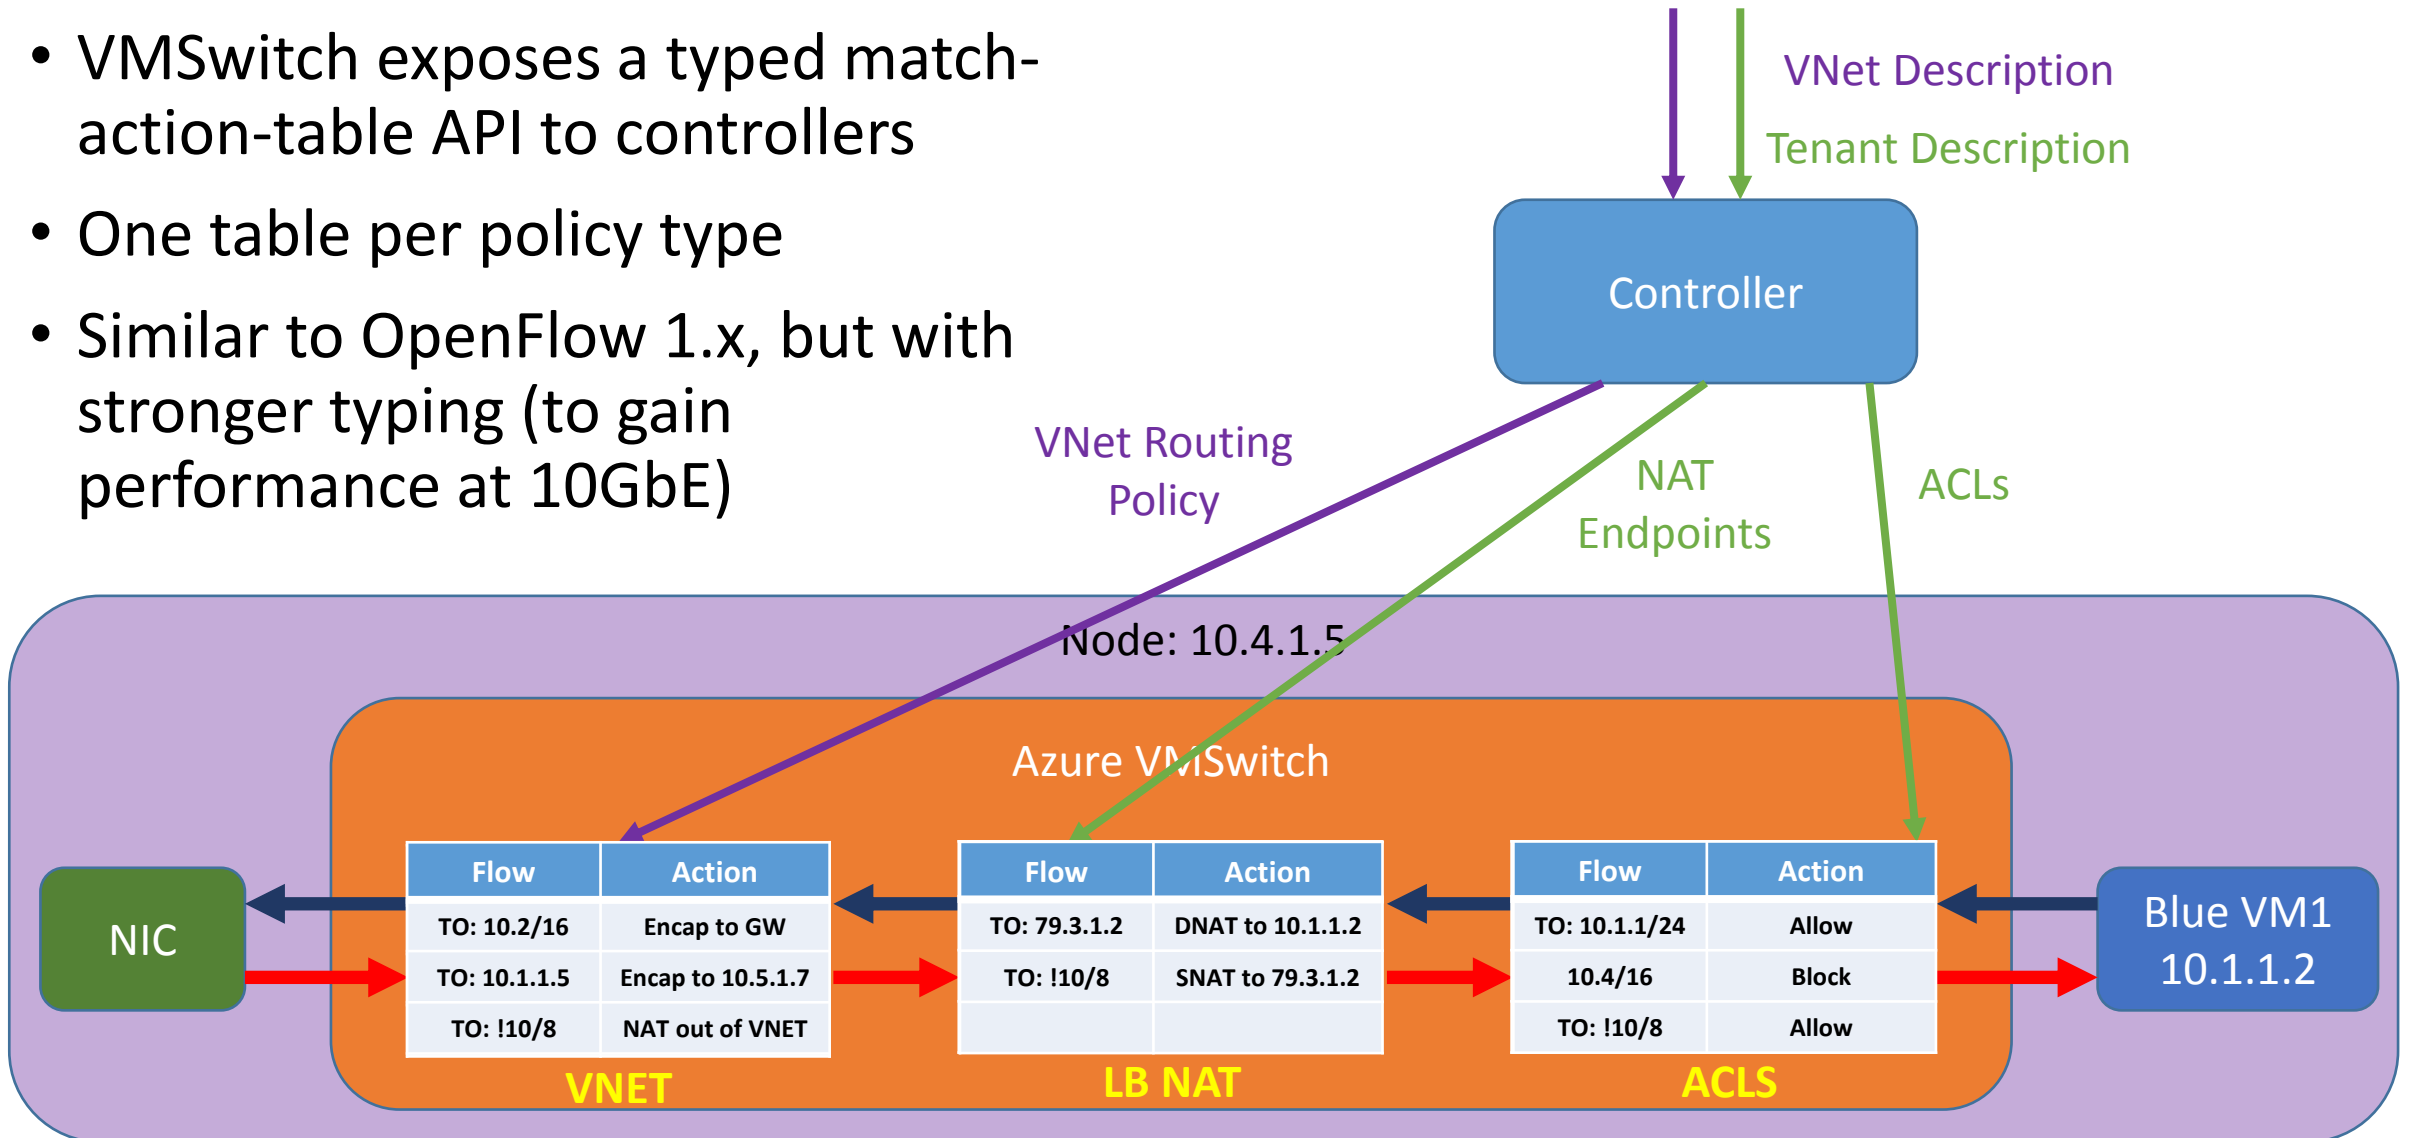 • VMSwitch exposes a typed match-
action-table API to controllers
• One table per policy type
• Similar to OpenFlow 1.x, but with
stronger typing (to gain
performance at 10GbE)
VNet Description
Tenant Description
Controller
VNet Routing
Policy
NAT
Endpoints
ACLs
Node: 10.4.1.5
Azure VMSwitch
NIC
Flow Action
TO: 10.2/16 Encap to GW
TO: 10.1.1.5 Encap to 10.5.1.7
TO: !10/8 NAT out of VNET
VNET
Flow Action
TO: 79.3.1.2 DNAT to 10.1.1.2
TO: !10/8 SNAT to 79.3.1.2
LB NAT
Flow Action
TO: 10.1.1/24 Allow
10.4/16 Block
TO: !10/8 Allow
ACLS
Blue VM1
10.1.1.2